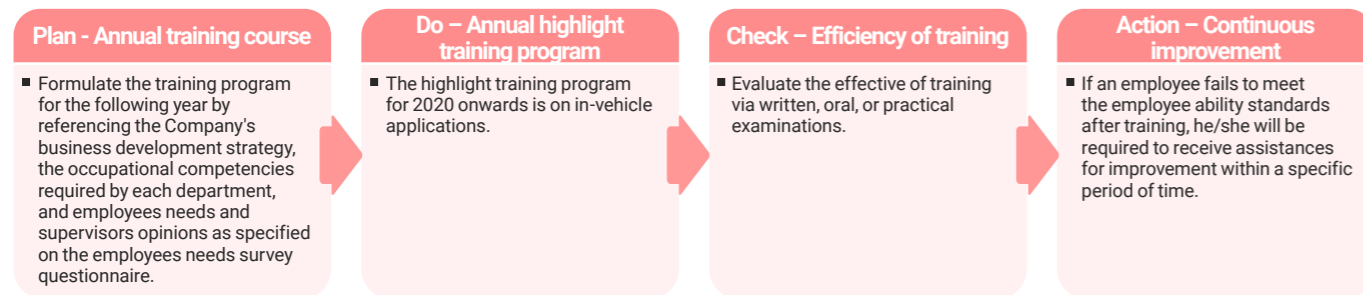 Plan - Annual training course
■ Formulate the training program
for the following year by
referencing the Company's
business development strategy,
the occupational competencies
required by each department,
and employees needs and
supervisors opinions as specified
on the employees needs survey
questionnaire.
Do – Annual highlight
training program
■ The highlight training program
for 2020 onwards is on in-vehicle
applications.
Check – Efficiency of training
■ Evaluate the effective of training
via written, oral, or practical
examinations.
Action – Continuous
improvement
■ If an employee fails to meet
the employee ability standards
after training, he/she will be
required to receive assistances
for improvement within a specific
period of time.